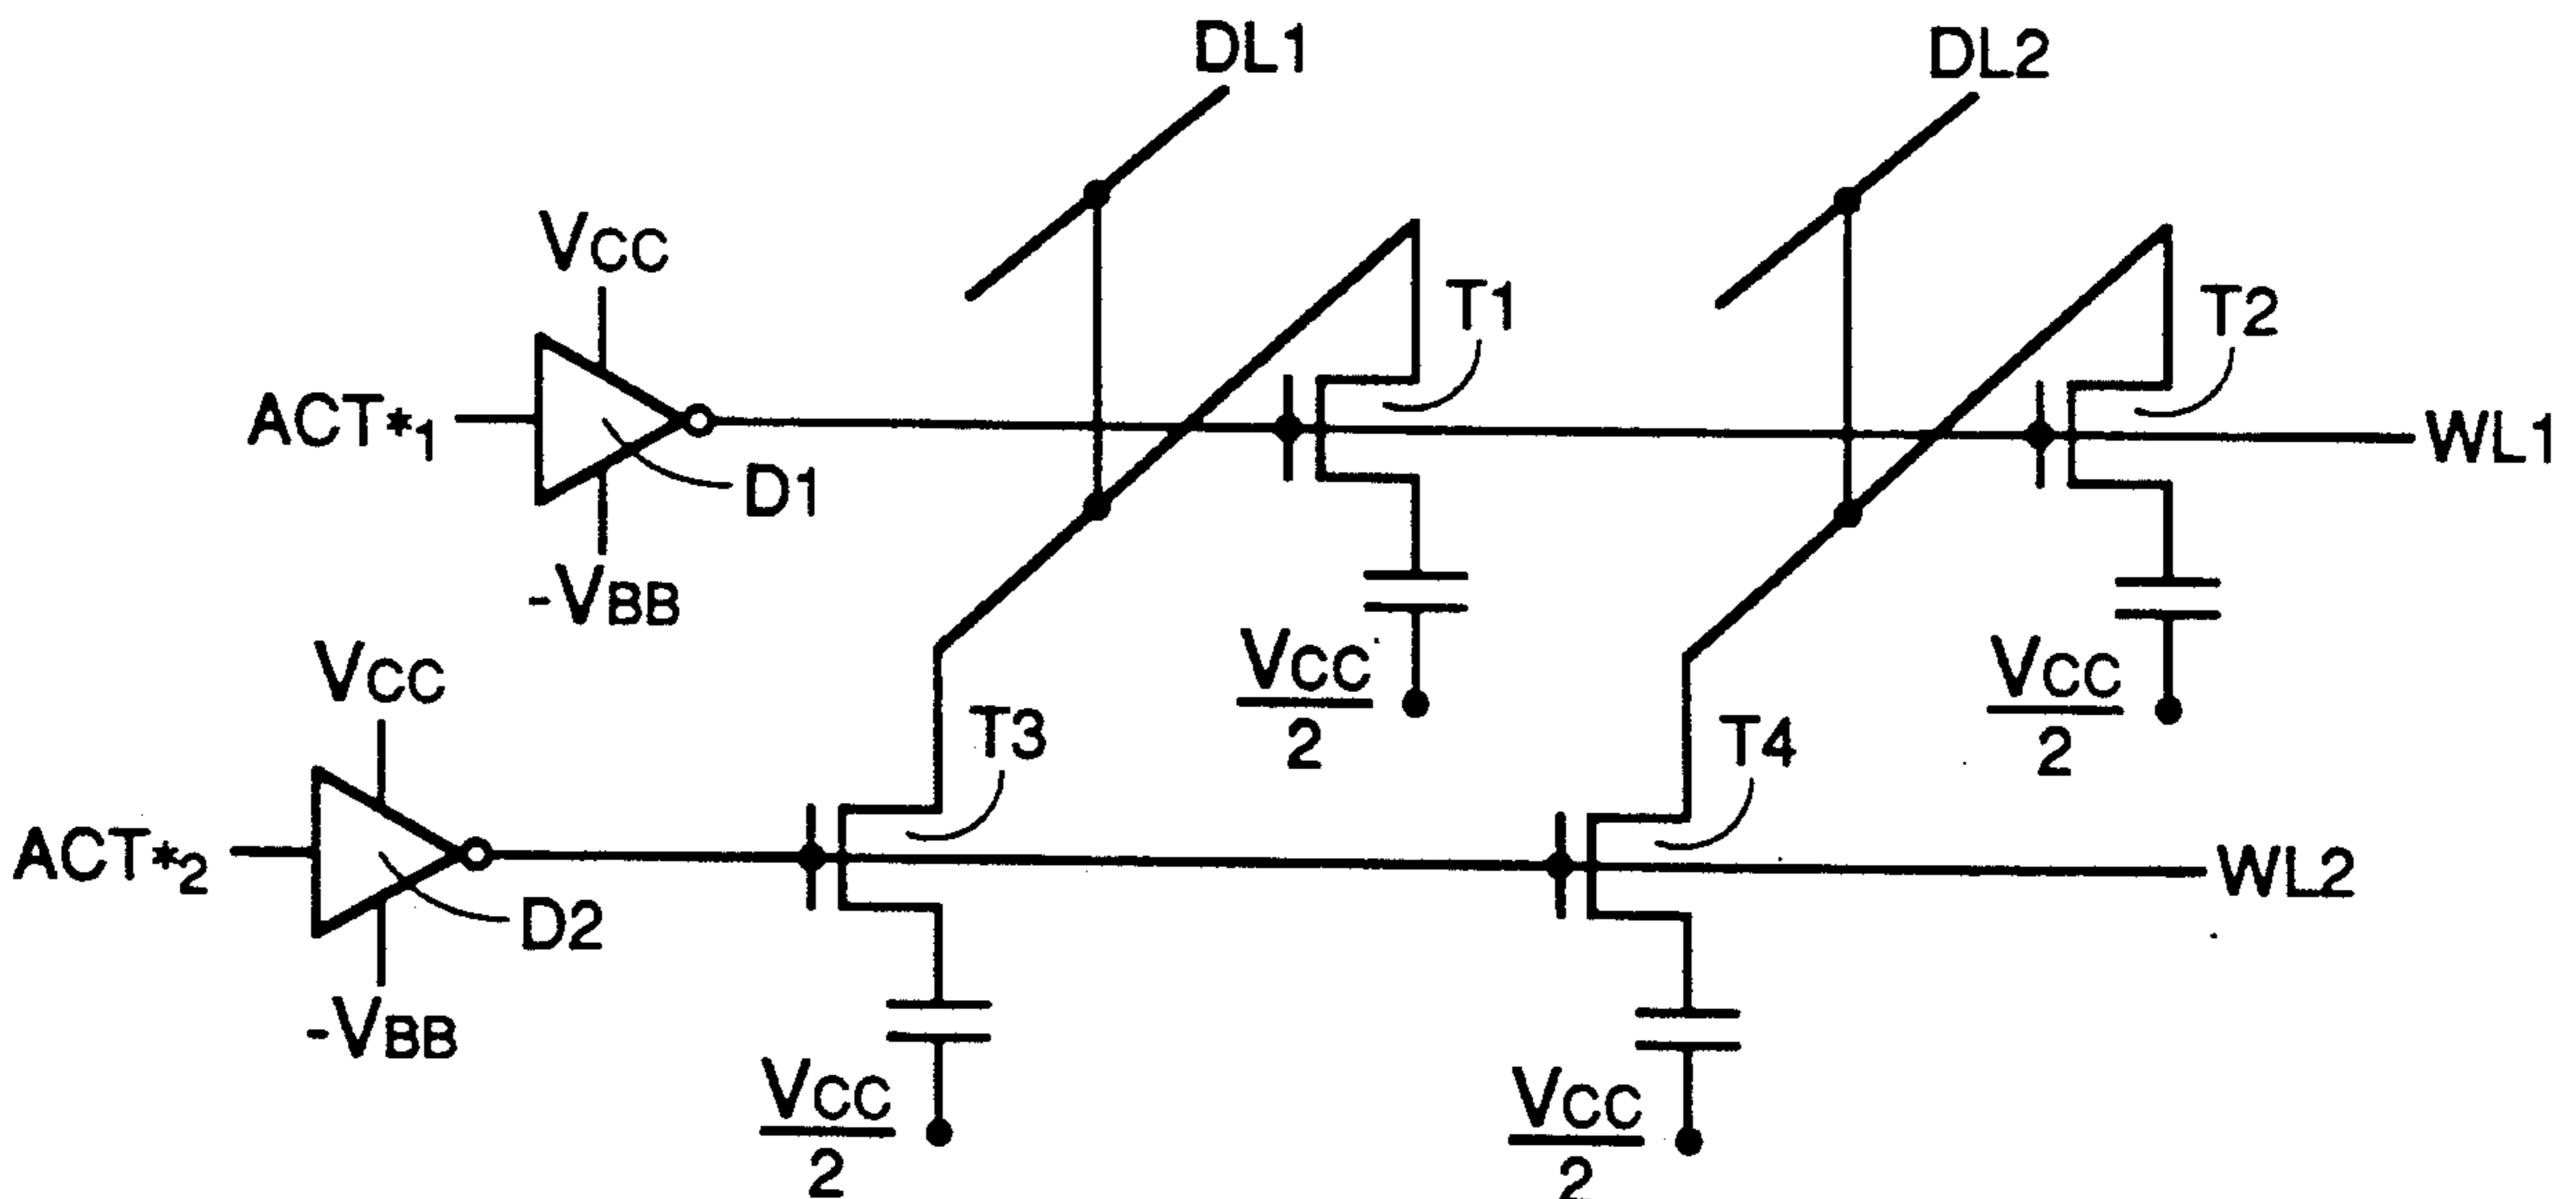 DL1
DL2
VCC
T1
T2
ACT*1
WL1
D1
-VBB
VCC
VCC
2
VCC
2
T3
T4
ACT*2
WL2
D2
-VBB
VCC
2
VCC
2